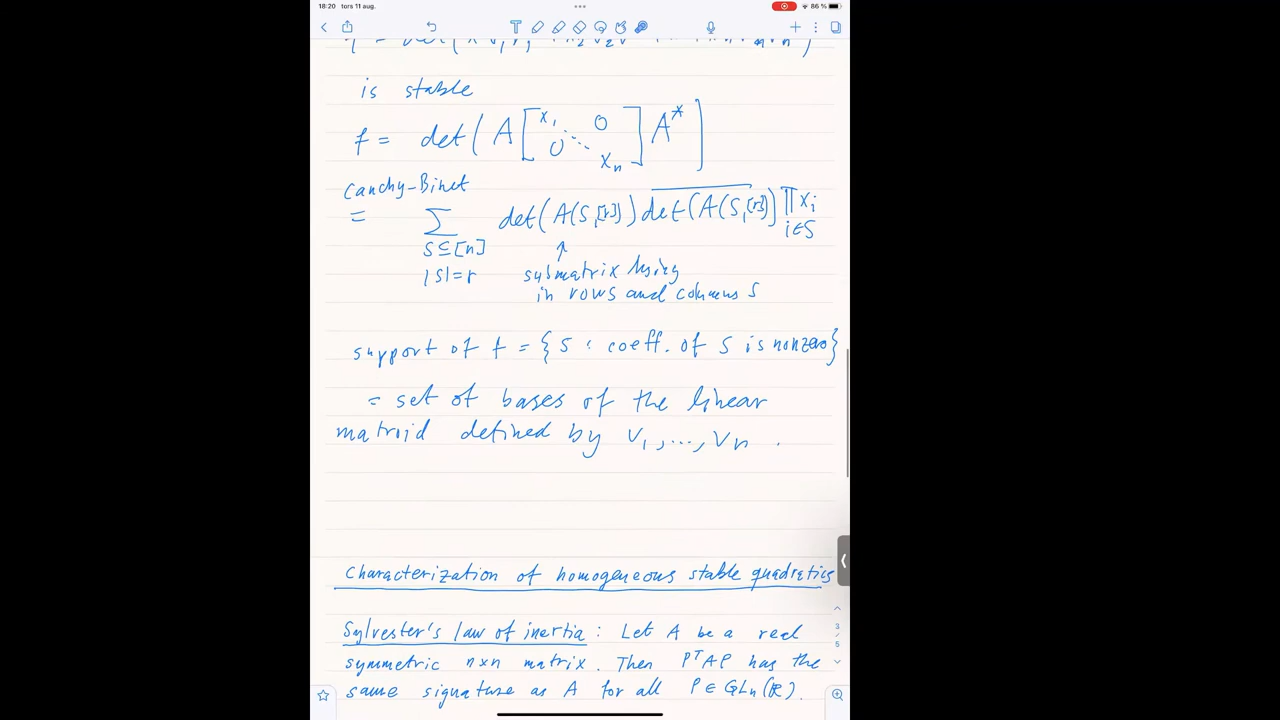 18:20 tors 11 aug.
86 %
is stable
f = det( A [ x₁ 0 ⋱ 0 xₙ ] A* )
Cauchy-Binet
= ∑ det(A(S,[r])) \overline{det(A(S,[r]))} ∏ xᵢ
S⊆[n] i∈S
|S|=r submatrix lying
in rows and columns S
support of f = {S : coeff. of S is nonzero}
= set of bases of the linear
matroid defined by v₁,...,vₙ .
Characterization of homogeneous stable quadratics
Sylvester's law of inertia : Let A be a real
symmetric n×n matrix. Then PᵀAP has the
same signature as A for all P∈GLₙ(ℝ).
3
/
5